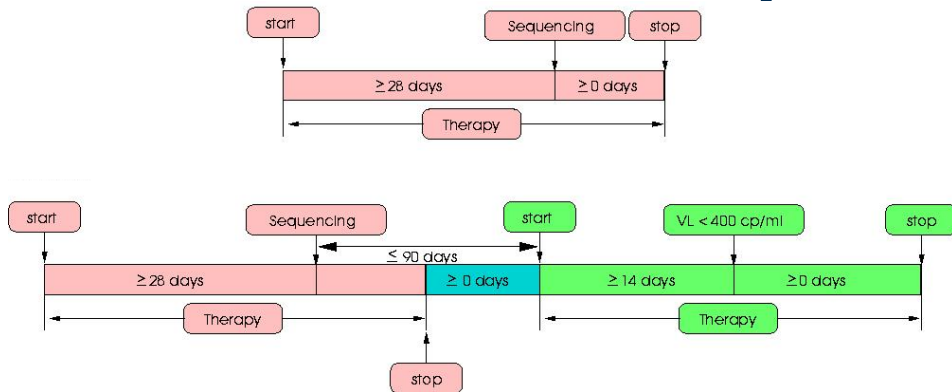 start
Sequencing
stop
≥28 days
≥0 days
Therapy
start
Sequencing
start
VL <400 cp/ml
stop
≤ 90 days
≥28 days
≥ 0 days
≥14 days
≥0 days
Therapy
Therapy
stop